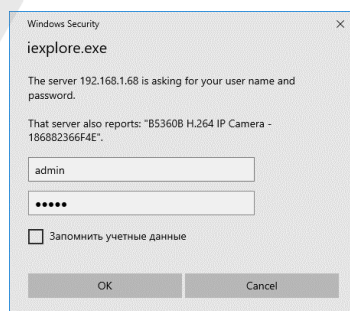 Windows Security
iexplore.exe
The server 192.168.1.68 is asking for your user name and
password.
That server also reports: "B5360B H.264 IP Camera -
186882366F4E".
admin
●●●●●
Запомнить учетные данные
OK Cancel